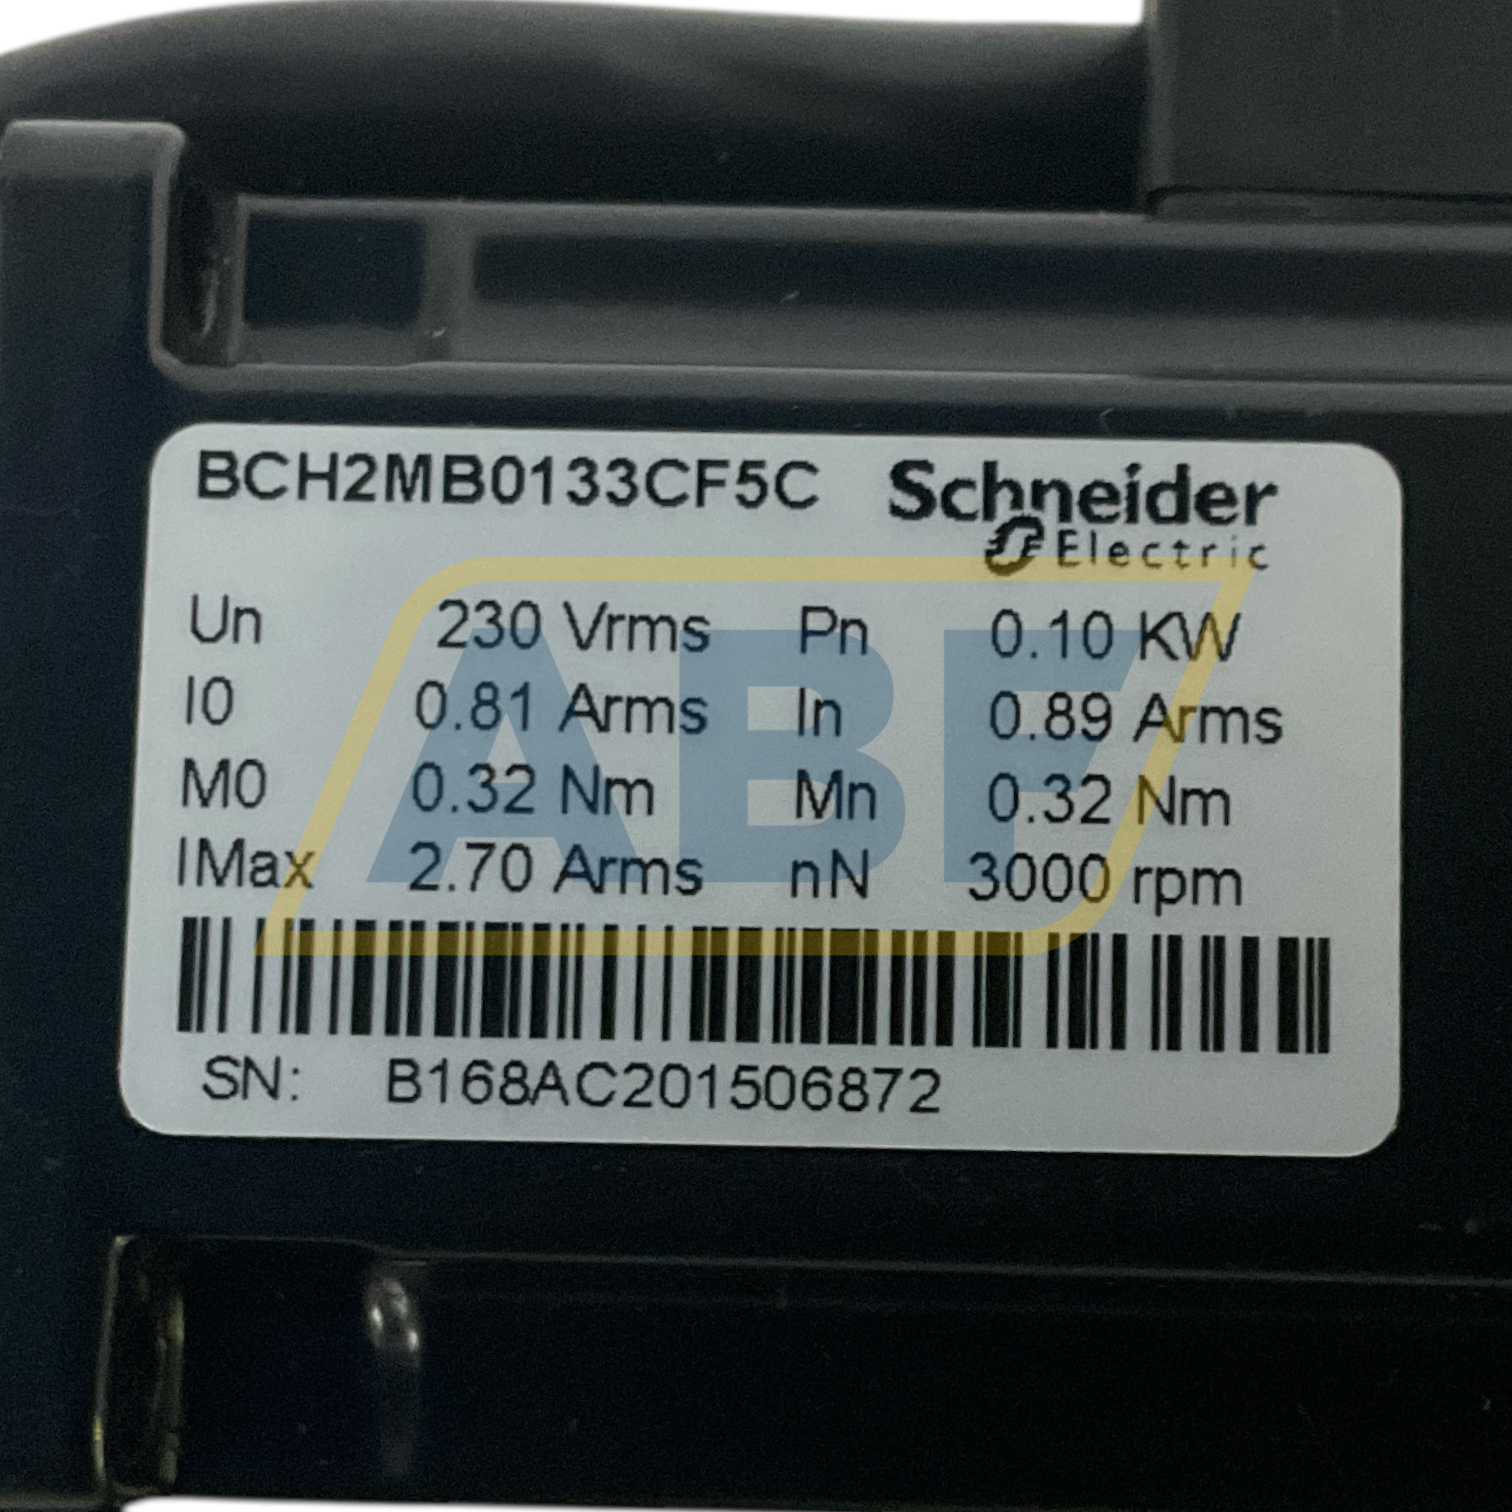 BCH2MB0133CF5C Schneider
Electric
Un 230 Vrms Pn 0.10 KW
I0 0.81 Arms In 0.89 Arms
M0 0.32 Nm Mn 0.32 Nm
IMax 2.70 Arms nN 3000 rpm
ABF
SN: B168AC201506872